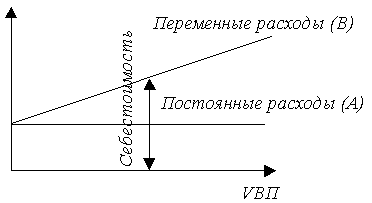 Переменные расходы (В)
Себестоимость
Постоянные расходы (А)
VВП